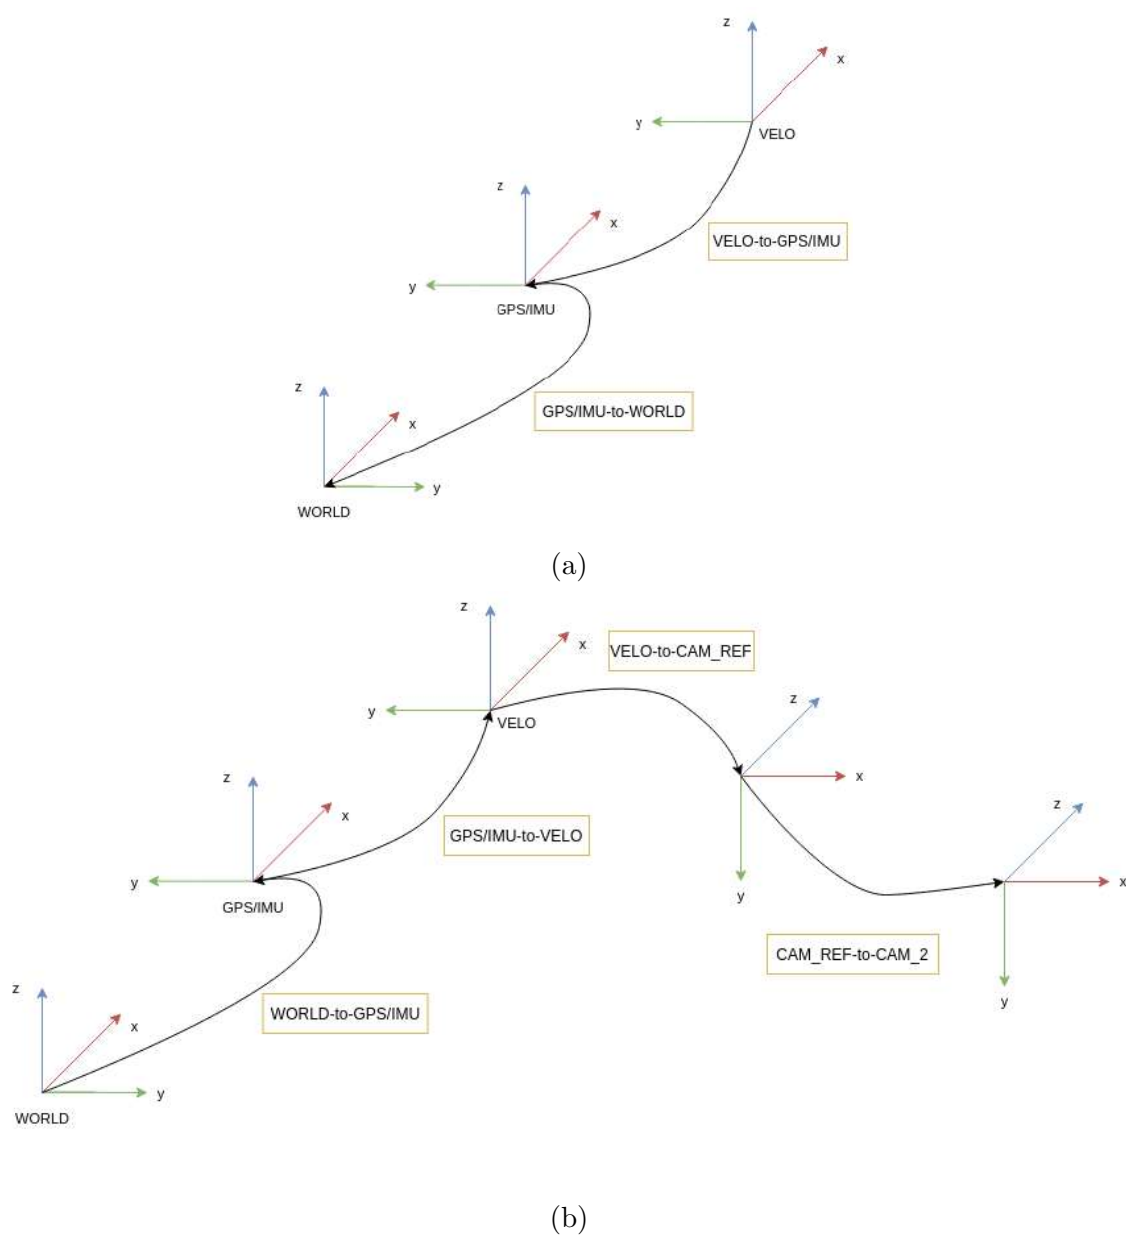 z
x
y
VELO
z
x
VELO-to-GPS/IMU
y
GPS/IMU
z
x
GPS/IMU-to-WORLD
y
WORLD
(a)
z
x
VELO-to-CAM_REF
y
VELO
z
x
z
x
GPS/IMU-to-VELO
z
y
x
y
GPS/IMU
CAM_REF-to-CAM_2
z
x
WORLD-to-GPS/IMU
y
y
WORLD
(b)